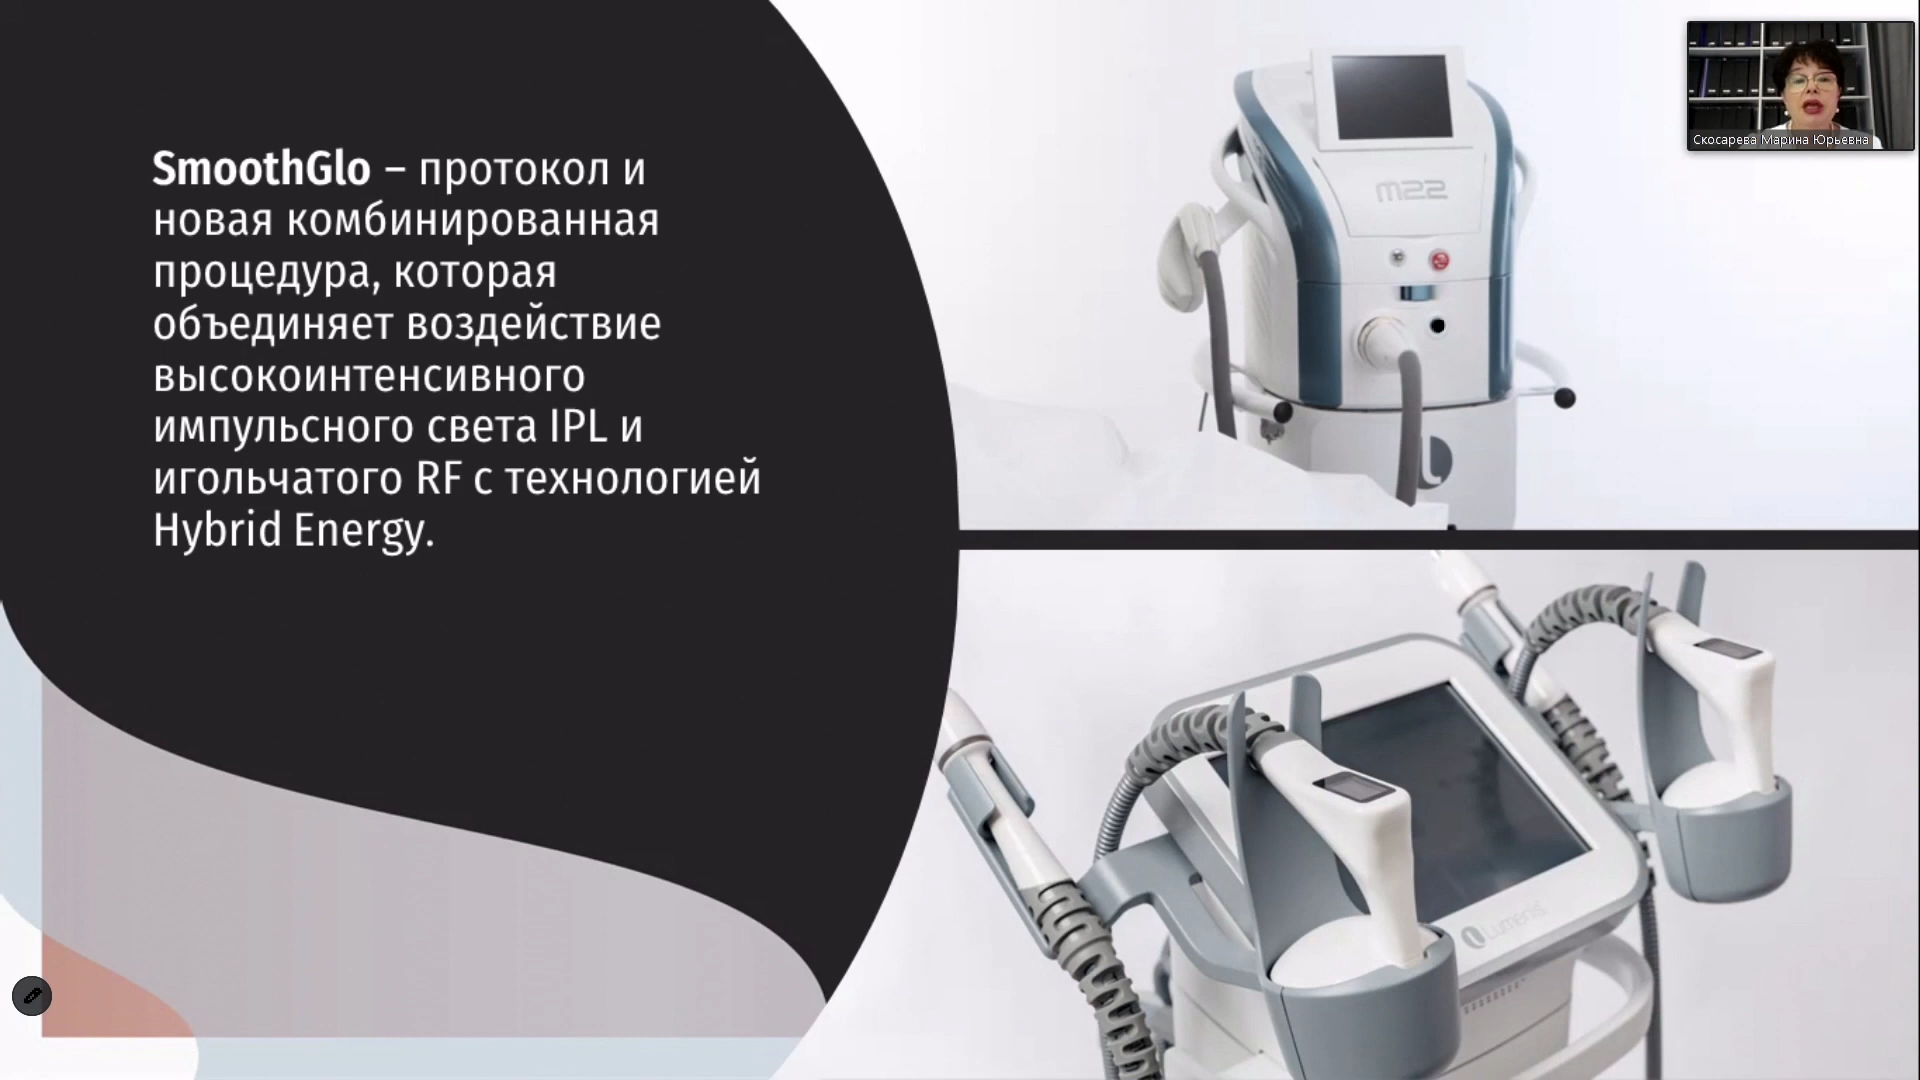 SmoothGlo – протокол и
новая комбинированная
процедура, которая
объединяет воздействие
высокоинтенсивного
импульсного света IPL и
игольчатого RF с технологией
Hybrid Energy.
Скосарева Марина Юрьевна
m22
Lumenis